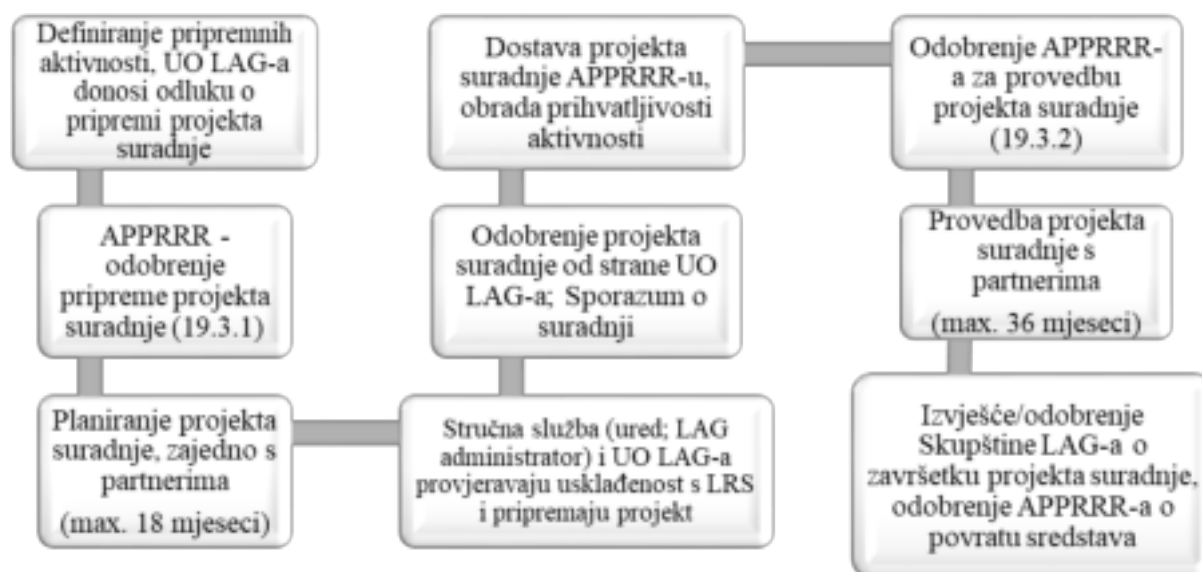 Definiranje pripremnih
aktivnosti, UO LAG-a
donosi odluku o
pripremi projekta
suradnje
APPRRR -
odobrenje
pripreme projekta
suradnje (19.3.1)
Planiranje projekta
suradnje, zajedno s
partnerima
(max. 18 mjeseci)
Stručna služba (ured; LAG
administrator) i UO LAG-a
provjeravaju usklađenost s LRS
i pripremaju projekt
Odobrenje projekta
suradnje od strane UO
LAG-a; Sporazum o
suradnji
Dostava projekta
suradnje APPRRR-u,
obrada prihvatljivosti
aktivnosti
Odobrenje APPRRR-
a za provedbu
projekta suradnje
(19.3.2)
Provedba projekta
suradnje s
partnerima
(max. 36 mjeseci)
Izvješće/odobrenje
Skupštine LAG-a o
završetku projekta suradnje,
odobrenje APPRRR-a o
povratu sredstava